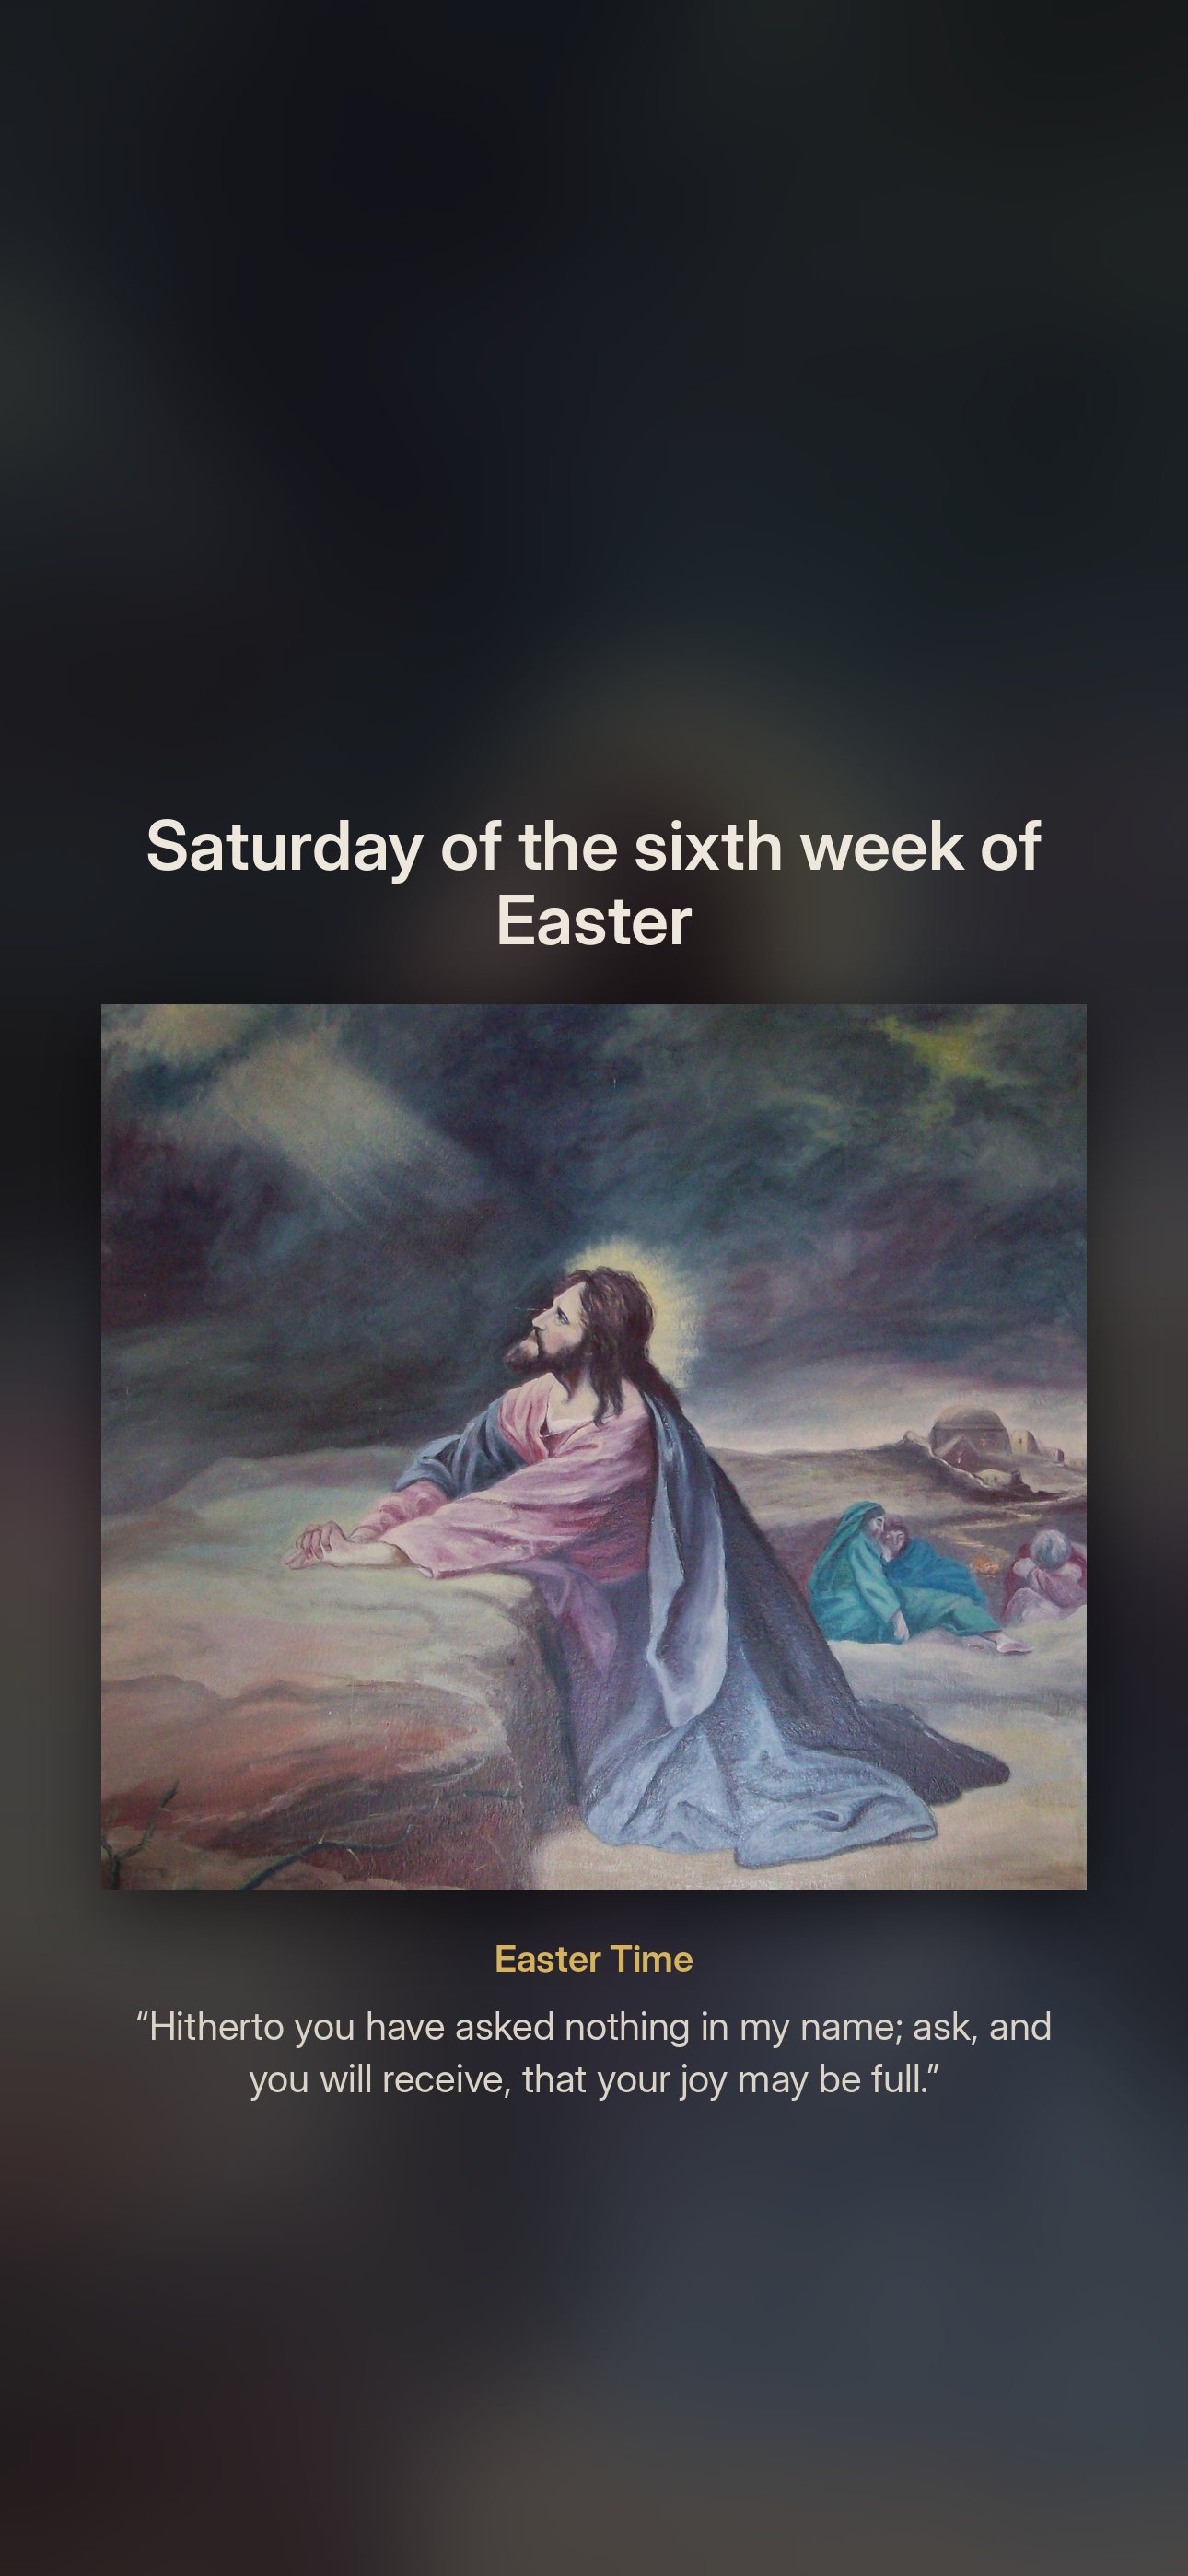 Saturday of the sixth week of
Easter
Easter Time
“Hitherto you have asked nothing in my name; ask, and
you will receive, that your joy may be full.”